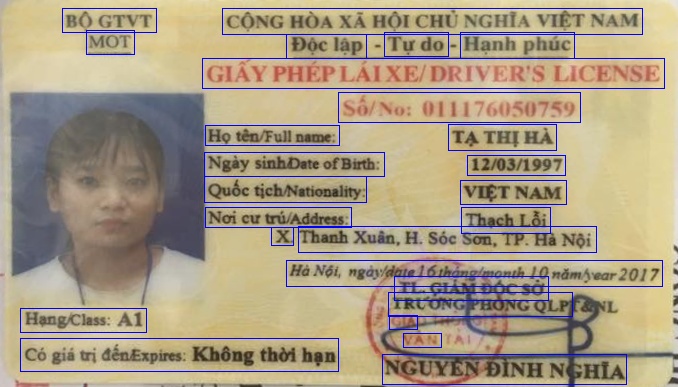 BỘ GTVT
MOT
CỘNG HÒA XÃ HỘI CHỦ NGHĨA VIỆT NAM
Độc lập - Tự do - Hạnh phúc
GIẤY PHÉP LÁI XE/ DRIVER'S LICENSE
Số/ No: 011176050759
Họ tên/Full name: TẠ THỊ HÀ
Ngày sinh/Date of Birth: 12/03/1997
Quốc tịch/Nationality: VIỆT NAM
Nơi cư trú/Address: Thạch Lỗi
X. Thanh Xuân, H. Sóc Sơn, TP. Hà Nội
Hà Nội, ngày/date 16 tháng/month 10 năm/year 2017
TL. GIÁM ĐỐC SỞ
TRƯỞNG PHÒNG QLPT&NL
GIAO THÔNG
VẬN TẢI
Hạng/Class: A1
Có giá trị đến/Expires: Không thời hạn
NGUYỄN ĐÌNH NGHĨA